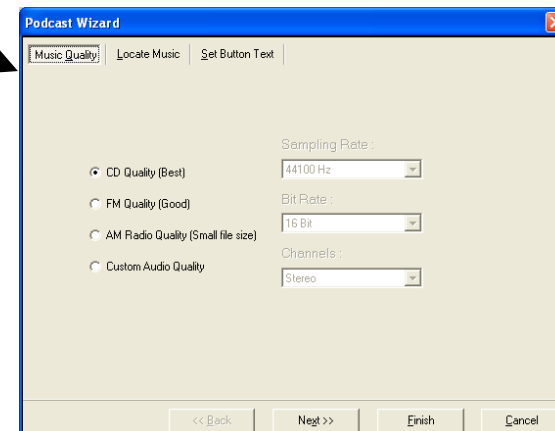 Podcast Wizard
Music Quality Locate Music Set Button Text
Sampling Rate :
CD Quality (Best) 44100 Hz
FM Quality (Good) Bit Rate :
16 Bit
AM Radio Quality (Small file size)
Channels :
Custom Audio Quality Stereo
<< Back Next >> Finish Cancel